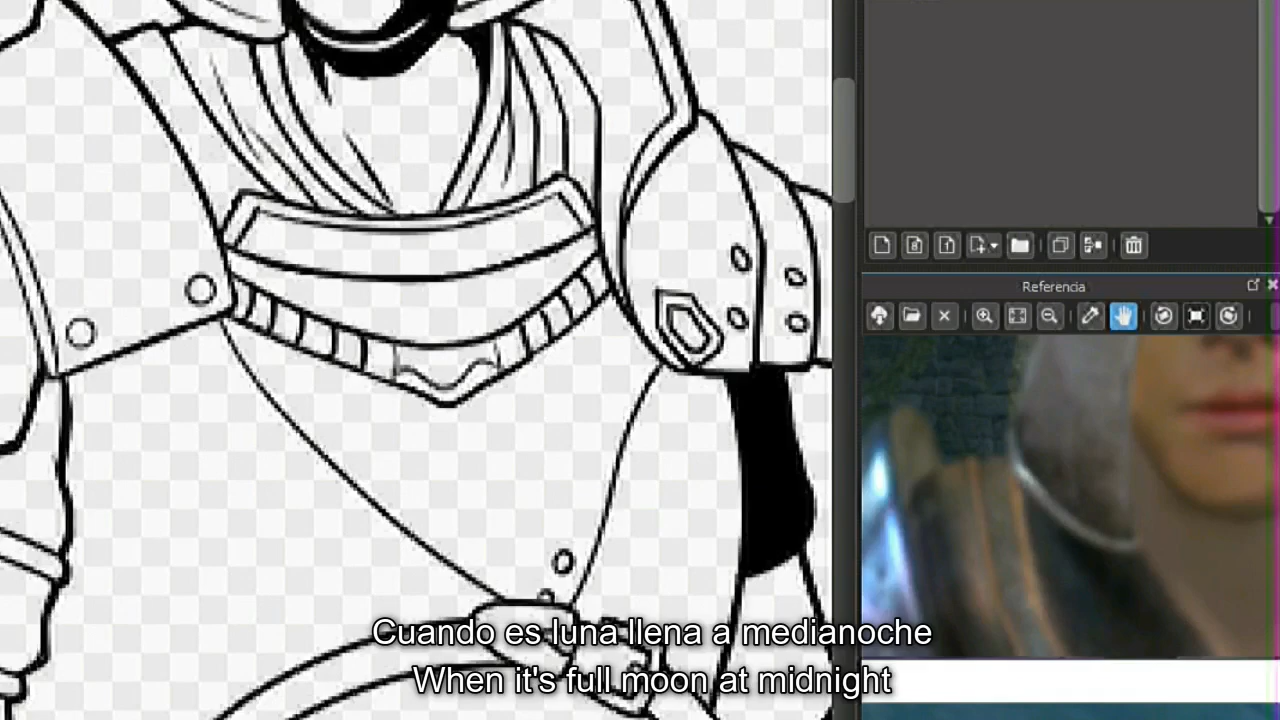 Referencia
Cuando es luna llena a medianoche
When it's full moon at midnight